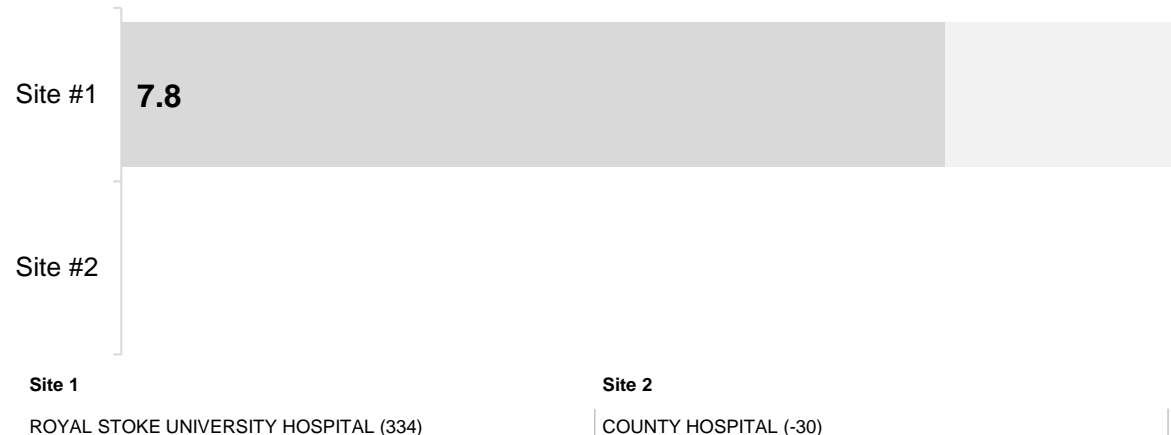 Site #1
7.8
Site #2
Site 1 Site 2
ROYAL STOKE UNIVERSITY HOSPITAL (334) COUNTY HOSPITAL (-30)